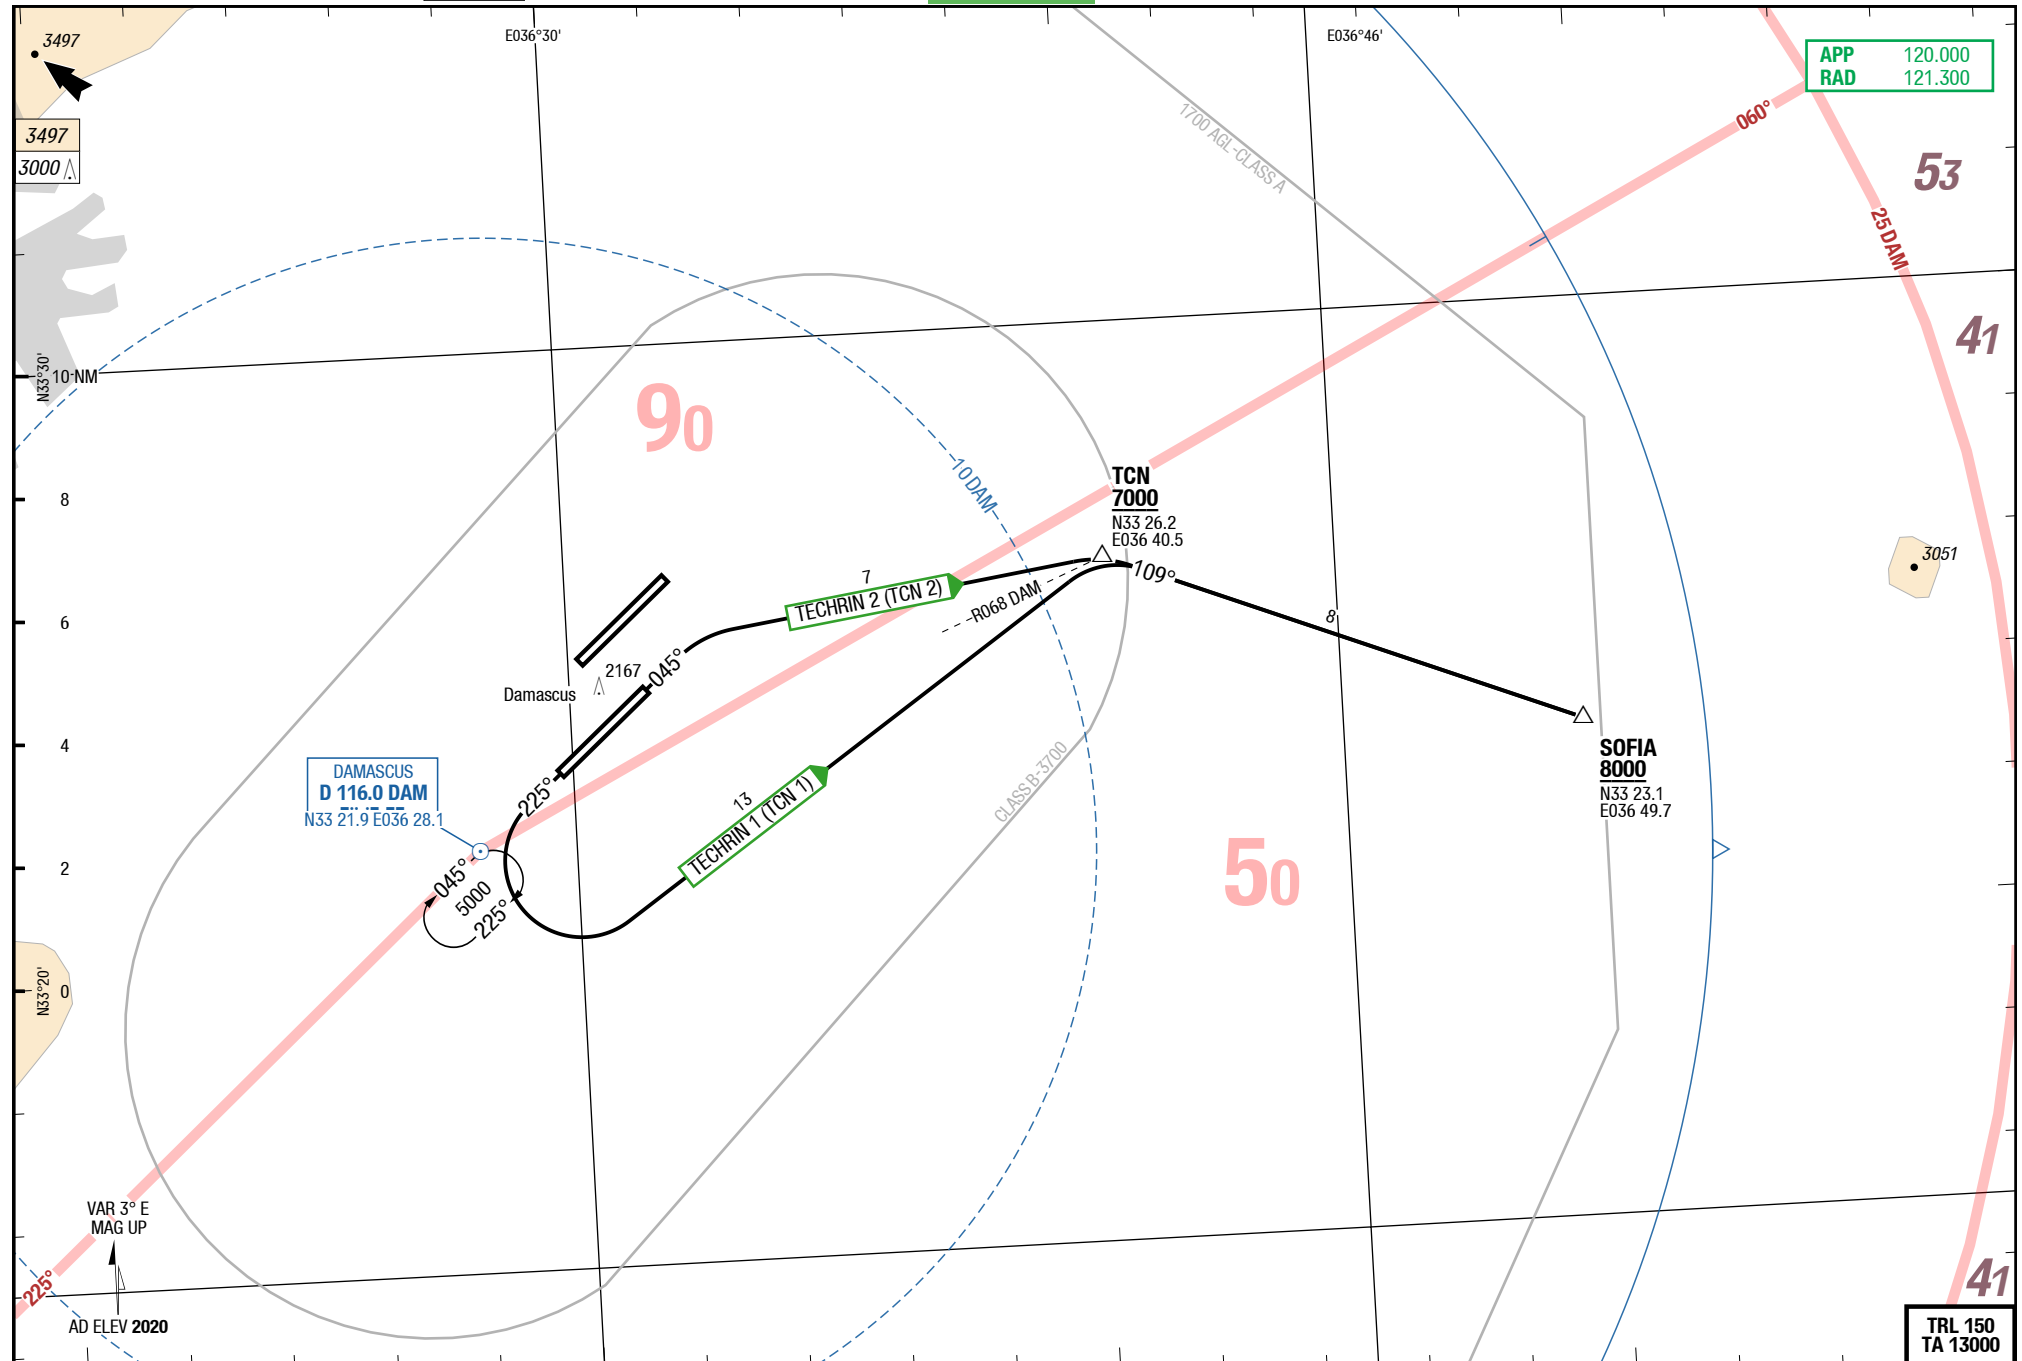 E036°30'
E036°46'
3497
APP 120.000
RAD 121.300
060°
1700 AGL-CLASS A
3497
3000
53
25 DAM
41
N33°30'
10 NM
90
10 DAM
TCN
7000
N33 26.2
E036 40.5
8
3051
7
TECHRIN 2 (TCN 2)
109°
R068 DAM
6
8
045°
2167
Damascus
4
SOFIA
8000
N33 23.1
E036 49.7
DAMASCUS
D 116.0 DAM
N33 21.9 E036 28.1
225°
13
TECHRIN 1 (TCN 1)
CLASS B-3700
2
045°
5000
225°
50
N33°20'
0
VAR 3° E
MAG UP
225°
AD ELEV 2020
41
TRL 150
TA 13000